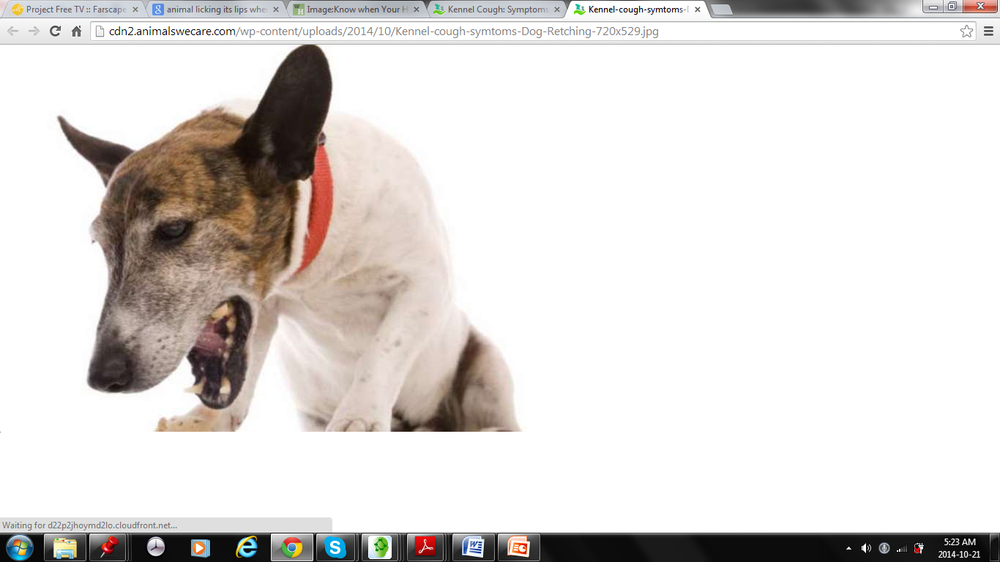 Project Free TV :: Farscape
animal licking its lips whe
Image:Know when Your H
Kennel Cough: Symptoms
Kennel-cough-symtoms-D
cdn2.animalswecare.com/wp-content/uploads/2014/10/Kennel-cough-symtoms-Dog-Retching-720x529.jpg
Waiting for d22p2jhoymd2lo.cloudfront.net...
5:23 AM
2014-10-21